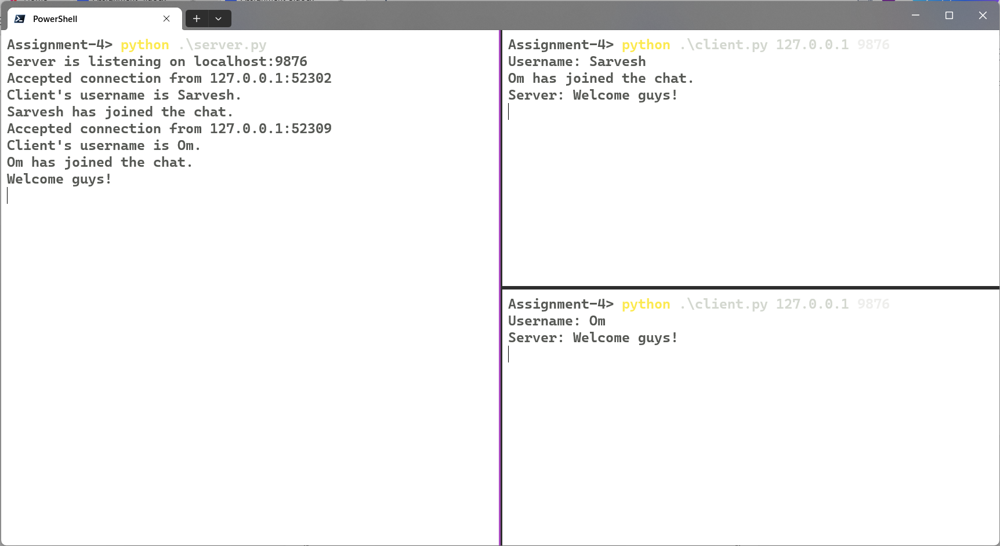 PowerShell
Assignment-4> python .\server.py
Server is listening on localhost:9876
Accepted connection from 127.0.0.1:52302
Client's username is Sarvesh.
Sarvesh has joined the chat.
Accepted connection from 127.0.0.1:52309
Client's username is Om.
Om has joined the chat.
Welcome guys!
Assignment-4> python .\client.py 127.0.0.1 9876
Username: Sarvesh
Om has joined the chat.
Server: Welcome guys!
Assignment-4> python .\client.py 127.0.0.1 9876
Username: Om
Server: Welcome guys!